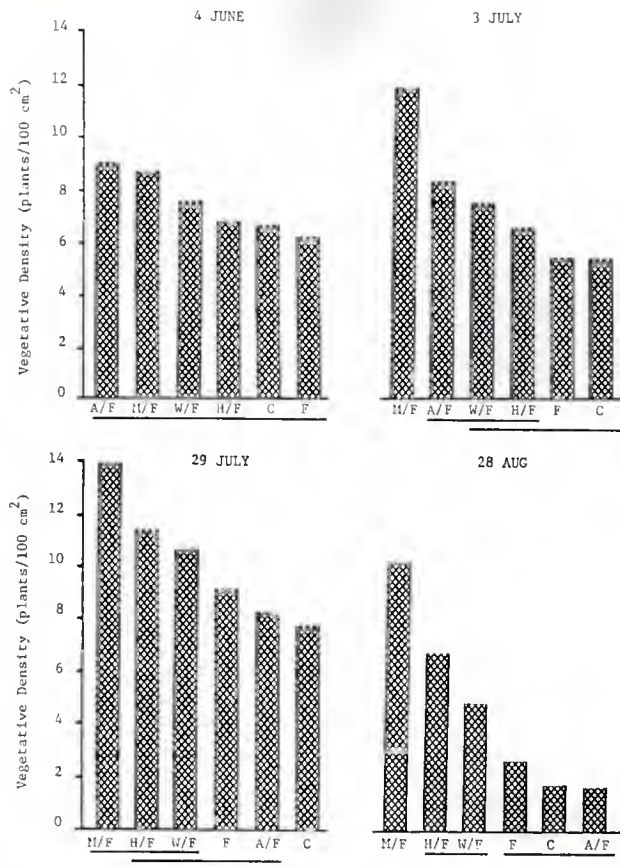 4 JUNE
3 JULY
Vegetative Density (plants/100 cm²)
14
12
10
8
6
4
2
0
A/F M/F W/F H/F C F
M/F A/F W/F H/F F C
29 JULY
28 AUG
Vegetative Density (plants/100 cm²)
14
12
10
8
6
4
2
0
M/F H/F W/F F A/F C
M/F H/F W/F F C A/F